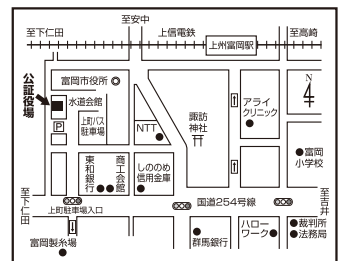 至安中
至下仁田
上信電鉄
上州富岡駅
至高崎
富岡市役所
公証役場
水道会館
P
上町バス
駐車場
NTT
諏訪
神社
アライ
クリニック
N
4
富岡
小学校
東和銀行
商工会館
しののめ
信用金庫
至下仁田
国道254号線
至吉井
上町駐車場入口
富岡製糸場
群馬銀行
ハロー
ワーク
裁判所
法務局